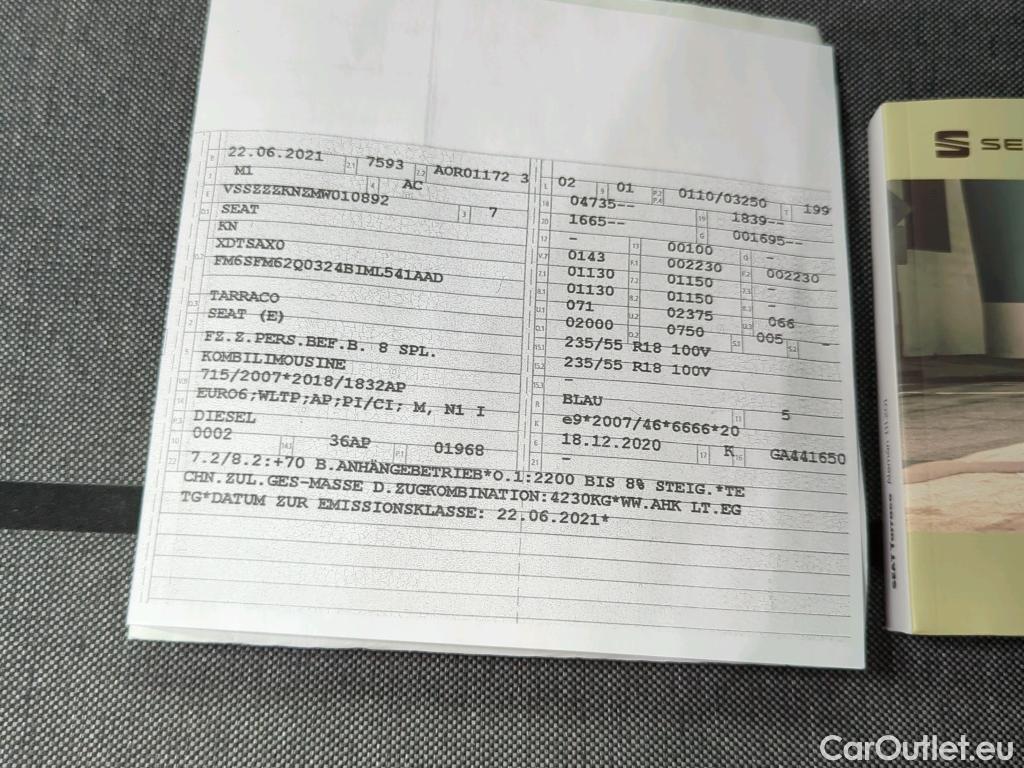 22.06.2021 7593 AOR01172 3
M1 AC
VSSZZZKNZMW010892 7
SEAT
KN
XDTSAX0
FM6SFM62Q0324BIML541AAD
TARRACO
SEAT (E)
FZ.Z.PERS.BEF.B. 8 SPL.
KOMBILIMOUSINE
715/2007*2018/1832AP
EURO6;WLTP;AP;PI/CI; M, N1 I
DIESEL
0002 36AP 01968
02 01 0110/03250 199
04735-- 1839--
1665-- 001695--
- 00100 -
0143 002230 002230
01130 01150 -
01130 01150 -
071 02375 066
02000 0750 005 -
235/55 R18 100V
235/55 R18 100V
-
BLAU 5
e9*2007/46*6666*20
18.12.2020 K GA441650
-
7.2/8.2:+70 B.ANHÄNGEBETRIEB*O.1:2200 BIS 8% STEIG.*TE
CHN.ZUL.GES-MASSE D.ZUGKOMBINATION:4230KG*WW.AHK LT.EG
TG*DATUM ZUR EMISSIONSKLASSE: 22.06.2021*
SE
SEAT Tarraco
CarOutlet.eu